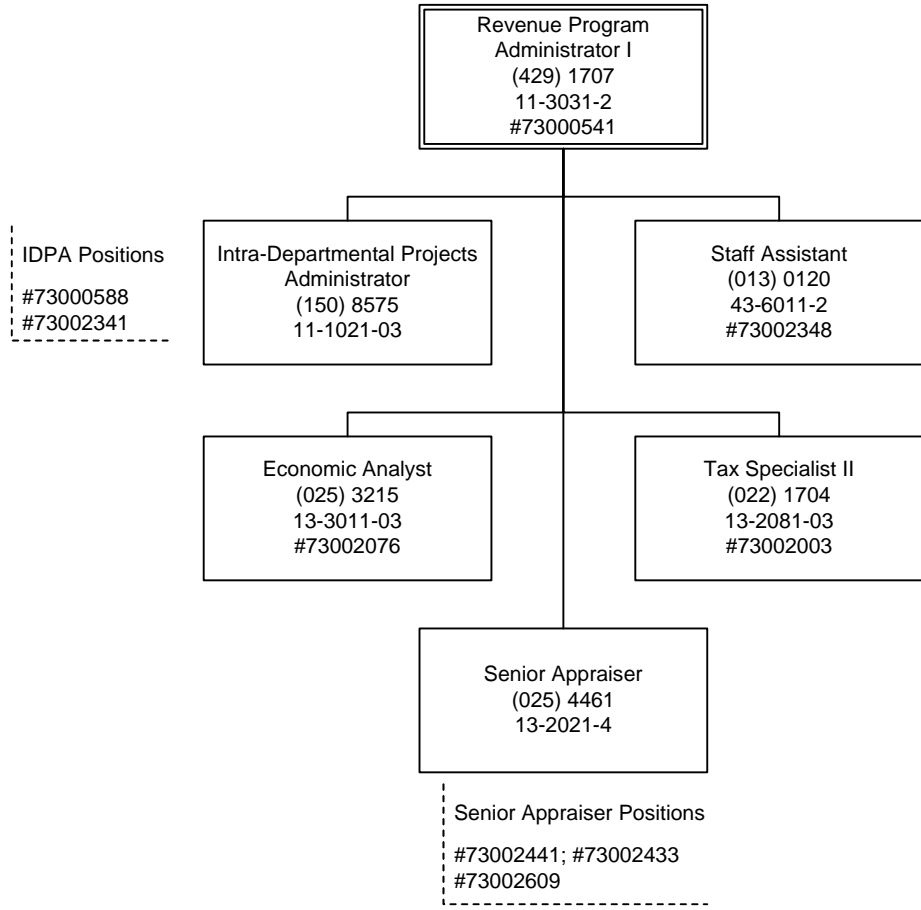 Revenue Program
Administrator I
(429) 1707
11-3031-2
#73000541
IDPA Positions
#73000588
#73002341
Intra-Departmental Projects
Administrator
(150) 8575
11-1021-03
Staff Assistant
(013) 0120
43-6011-2
#73002348
Economic Analyst
(025) 3215
13-3011-03
#73002076
Tax Specialist II
(022) 1704
13-2081-03
#73002003
Senior Appraiser
(025) 4461
13-2021-4
Senior Appraiser Positions
#73002441; #73002433
#73002609